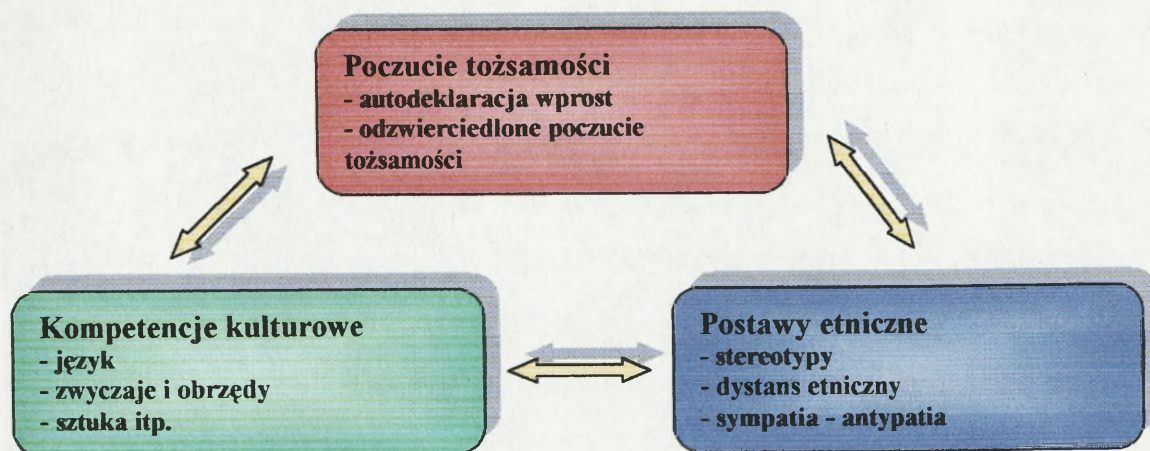 Poczucie tożsamości
- autodeklaracja wprost
- odzwierciedlone poczucie
tożsamości
Kompetencje kulturowe
- język
- zwyczaje i obrzędy
- sztuka itp.
Postawy etniczne
- stereotypy
- dystans etniczny
- sympatia - antypatia